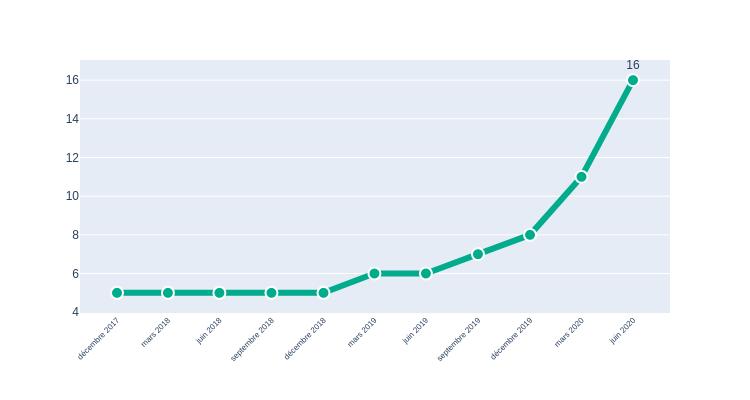 16
16
14
12
10
8
6
4
décembre 2017
mars 2018
juin 2018
septembre 2018
décembre 2018
mars 2019
juin 2019
septembre 2019
décembre 2019
mars 2020
juin 2020